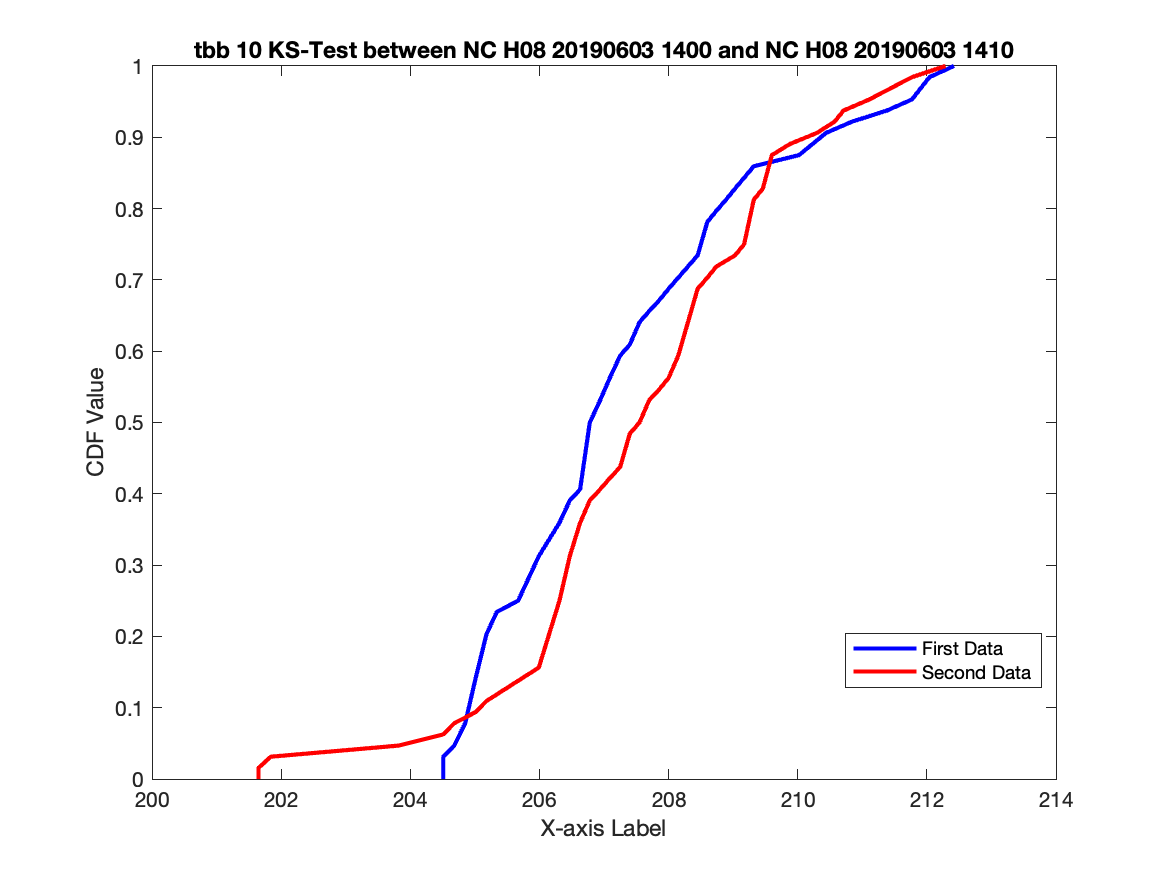 tbb 10 KS-Test between NC H08 20190603 1400 and NC H08 20190603 1410
1
0.9
0.8
0.7
0.6
0.5
0.4
0.3
0.2
0.1
0
CDF Value
First Data
Second Data
200 202 204 206 208 210 212 214
X-axis Label